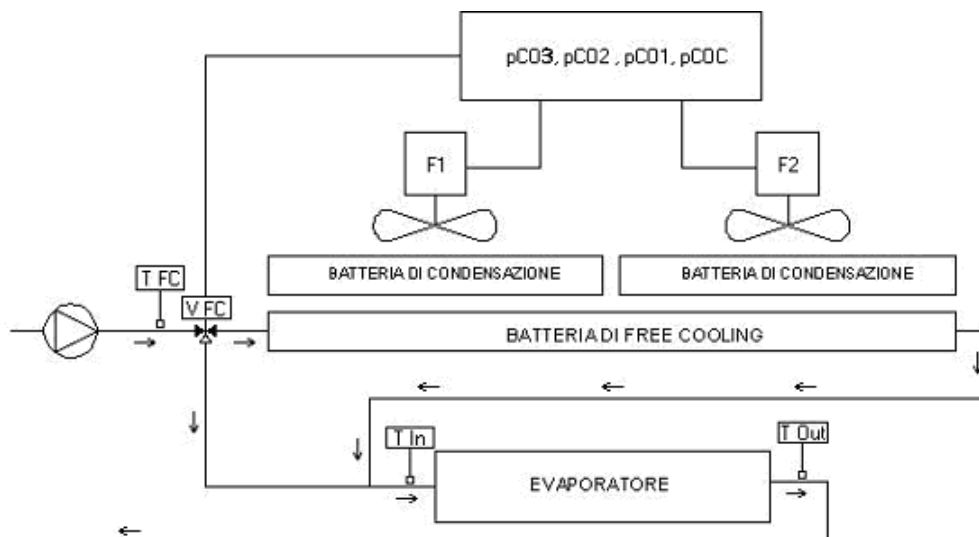 pCO3, pCO2 , pCO1, pCOC
F1
F2
BATTERIA DI CONDENSAZIONE
BATTERIA DI CONDENSAZIONE
T FC
V FC
BATTERIA DI FREE COOLING
T In
T Out
EVAPORATORE